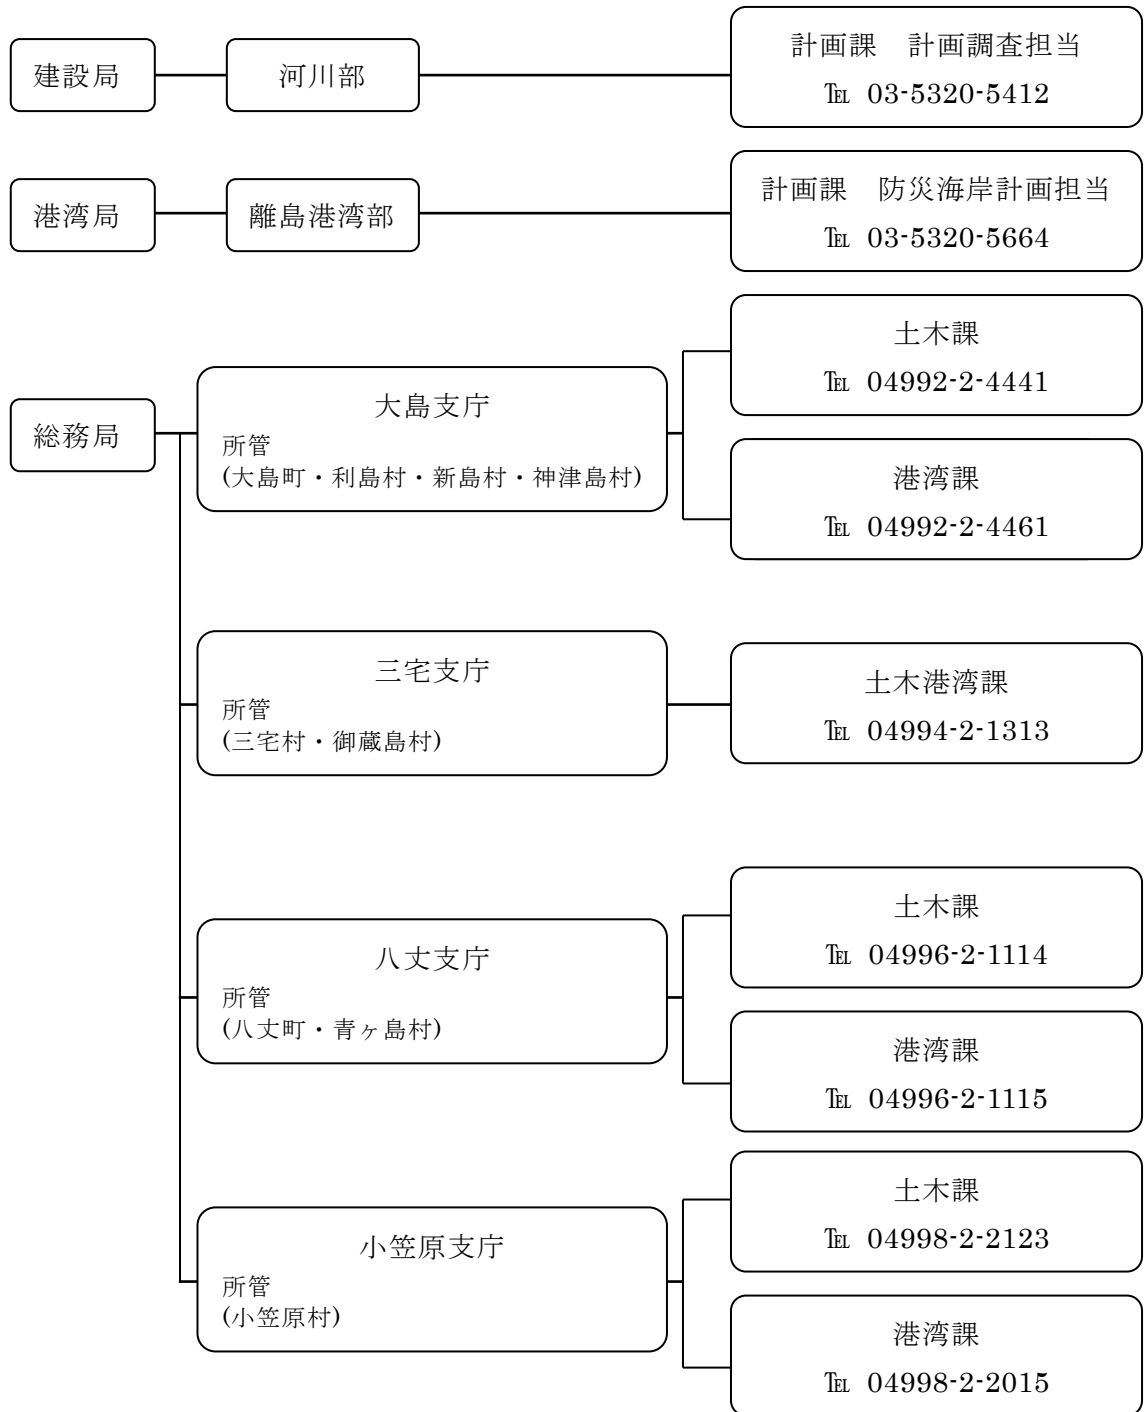 建設局
河川部
計画課　計画調査担当
℡ 03-5320-5412
港湾局
離島港湾部
計画課　防災海岸計画担当
℡ 03-5320-5664
総務局
大島支庁
所管
(大島町・利島村・新島村・神津島村)
土木課
℡ 04992-2-4441
港湾課
℡ 04992-2-4461
三宅支庁
所管
(三宅村・御蔵島村)
土木港湾課
℡ 04994-2-1313
八丈支庁
所管
(八丈町・青ヶ島村)
土木課
℡ 04996-2-1114
港湾課
℡ 04996-2-1115
小笠原支庁
所管
(小笠原村)
土木課
℡ 04998-2-2123
港湾課
℡ 04998-2-2015